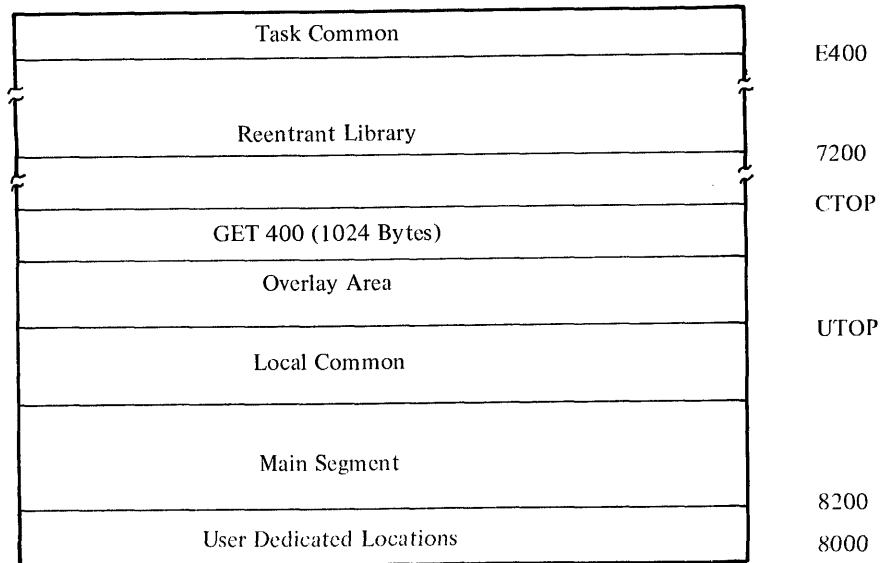 Task Common
E400
Reentrant Library
7200
CTOP
GET 400 (1024 Bytes)
Overlay Area
UTOP
Local Common
Main Segment
8200
User Dedicated Locations
8000